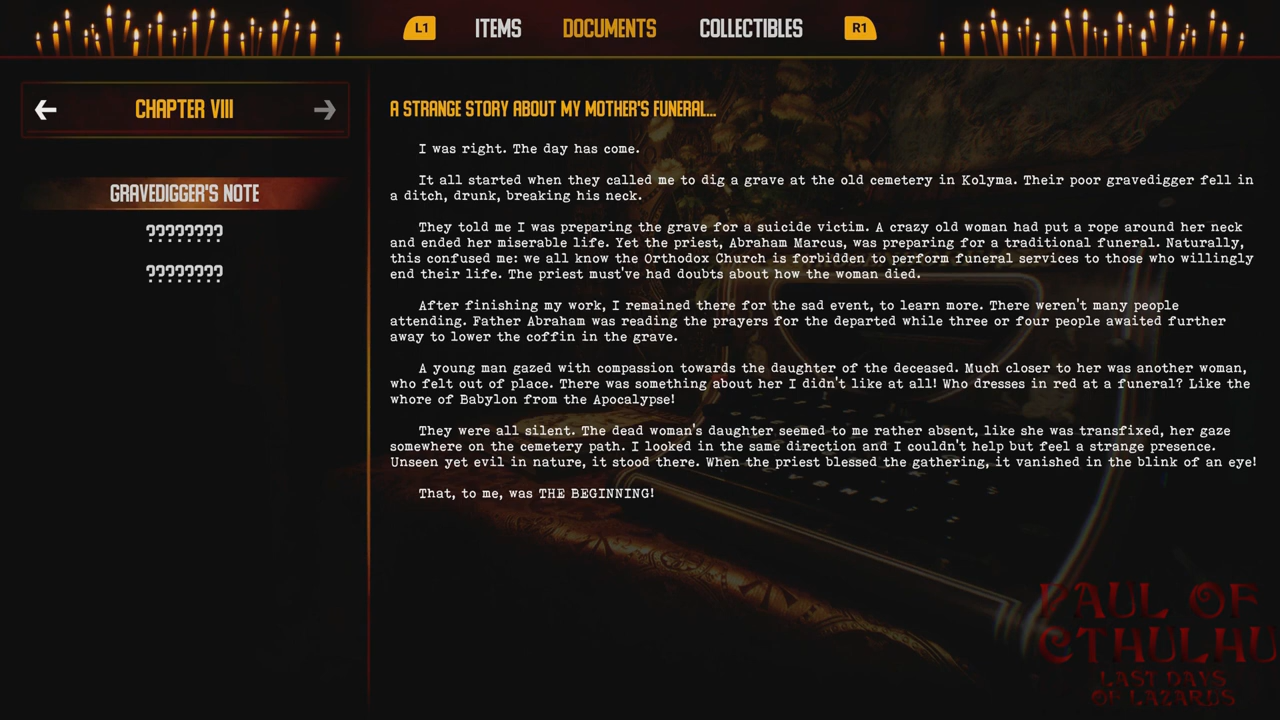 L1 ITEMS DOCUMENTS COLLECTIBLES R1
CHAPTER VIII
GRAVEDIGGER'S NOTE
????????
????????
A STRANGE STORY ABOUT MY MOTHER'S FUNERAL...
I was right. The day has come.
It all started when they called me to dig a grave at the old cemetery in Kolyma. Their poor gravedigger fell in
a ditch, drunk, breaking his neck.
They told me I was preparing the grave for a suicide victim. A crazy old woman had put a rope around her neck
and ended her miserable life. Yet the priest, Abraham Marcus, was preparing for a traditional funeral. Naturally,
this confused me: we all know the Orthodox Church is forbidden to perform funeral services to those who willingly
end their life. The priest must've had doubts about how the woman died.
After finishing my work, I remained there for the sad event, to learn more. There weren't many people
attending. Father Abraham was reading the prayers for the departed while three or four people awaited further
away to lower the coffin in the grave.
A young man gazed with compassion towards the daughter of the deceased. Much closer to her was another woman,
who felt out of place. There was something about her I didn't like at all! Who dresses in red at a funeral? Like the
whore of Babylon from the Apocalypse!
They were all silent. The dead woman's daughter seemed to me rather absent, like she was transfixed, her gaze
somewhere on the cemetery path. I looked in the same direction and I couldn't help but feel a strange presence.
Unseen yet evil in nature, it stood there. When the priest blessed the gathering, it vanished in the blink of an eye!
That, to me, was THE BEGINNING!
PAUL OF
CTHULHU
LAST DAYS
OF LAZARUS